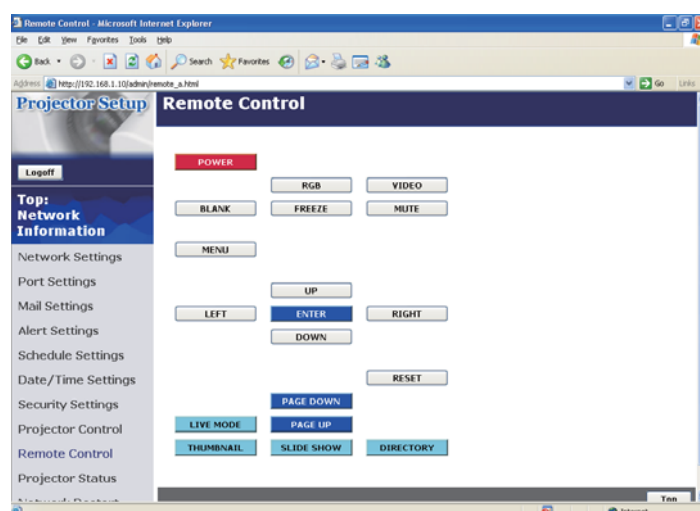 Remote Control - Microsoft Internet Explorer
File Edit View Favorites Tools Help
Back Search Favorites
Address http://192.168.1.10/admin/remote_a.html Go Links
Projector Setup
Remote Control
Logoff
Top:
Network
Information
Network Settings
Port Settings
Mail Settings
Alert Settings
Schedule Settings
Date/Time Settings
Security Settings
Projector Control
Remote Control
Projector Status
Network Restart
POWER
RGB VIDEO
BLANK FREEZE MUTE
MENU
UP
LEFT ENTER RIGHT
DOWN
RESET
PAGE DOWN
LIVE MODE PAGE UP
THUMBNAIL SLIDE SHOW DIRECTORY
Top
Internet